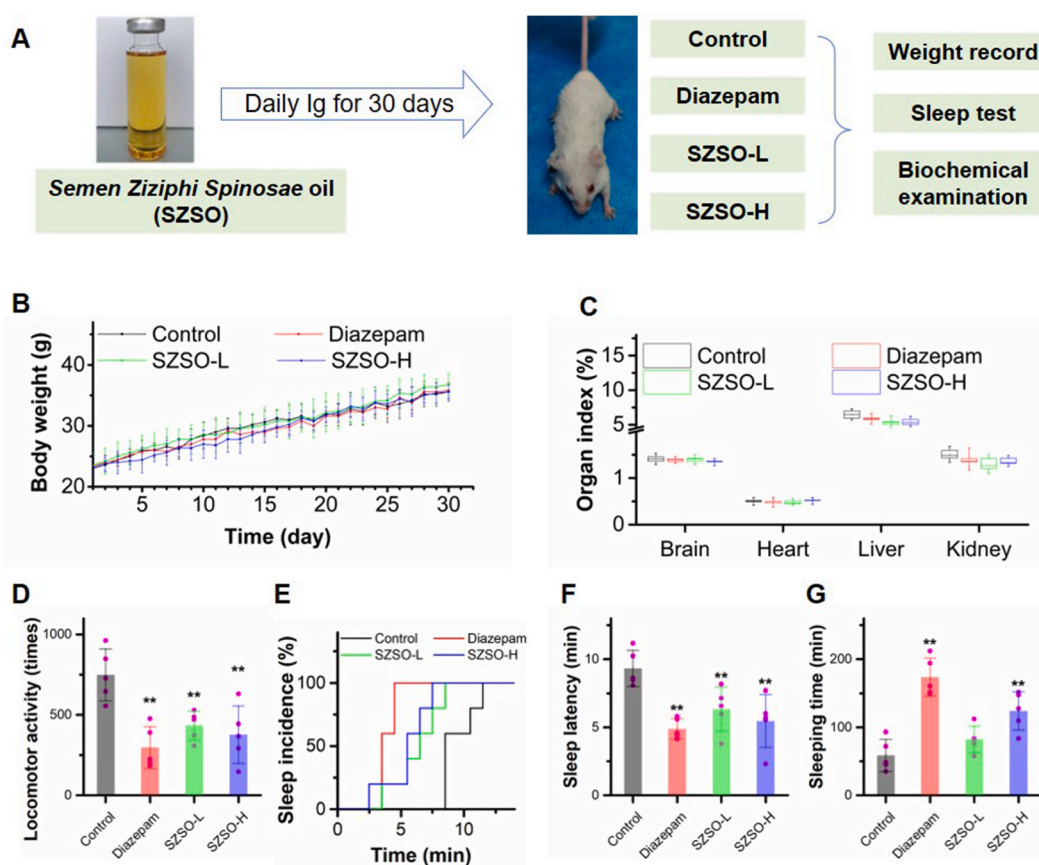 A
Daily Ig for 30 days
Semen Ziziphi Spinosae oil
(SZSO)
Control
Diazepam
SZSO-L
SZSO-H
Weight record
Sleep test
Biochemical
examination
B
Control
Diazepam
SZSO-L
SZSO-H
Body weight (g)
40
30
20
5
10
15
20
25
30
Time (day)
C
Control
Diazepam
SZSO-L
SZSO-H
Organ index (%)
15
10
5
1
0
Brain
Heart
Liver
Kidney
D
Locomotor activity (times)
1000
500
0
**
**
**
Control
Diazepam
SZSO-L
SZSO-H
E
Control
Diazepam
SZSO-L
SZSO-H
Sleep incidence (%)
100
50
0
0
5
10
Time (min)
F
Sleep latency (min)
10
5
0
**
**
**
Control
Diazepam
SZSO-L
SZSO-H
G
Sleeping time (min)
200
100
0
**
**
Control
Diazepam
SZSO-L
SZSO-H